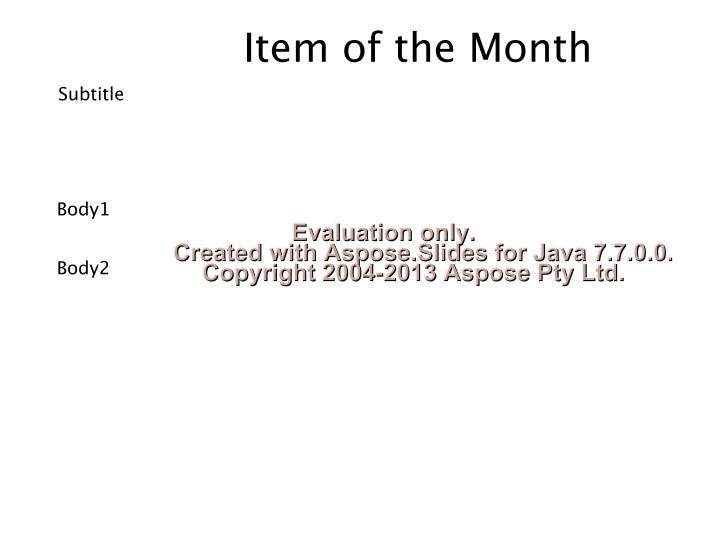 Item of the Month
Subtitle
Body1
Evaluation only.
Created with Aspose.Slides for Java 7.7.0.0.
Body2
Copyright 2004-2013 Aspose Pty Ltd.